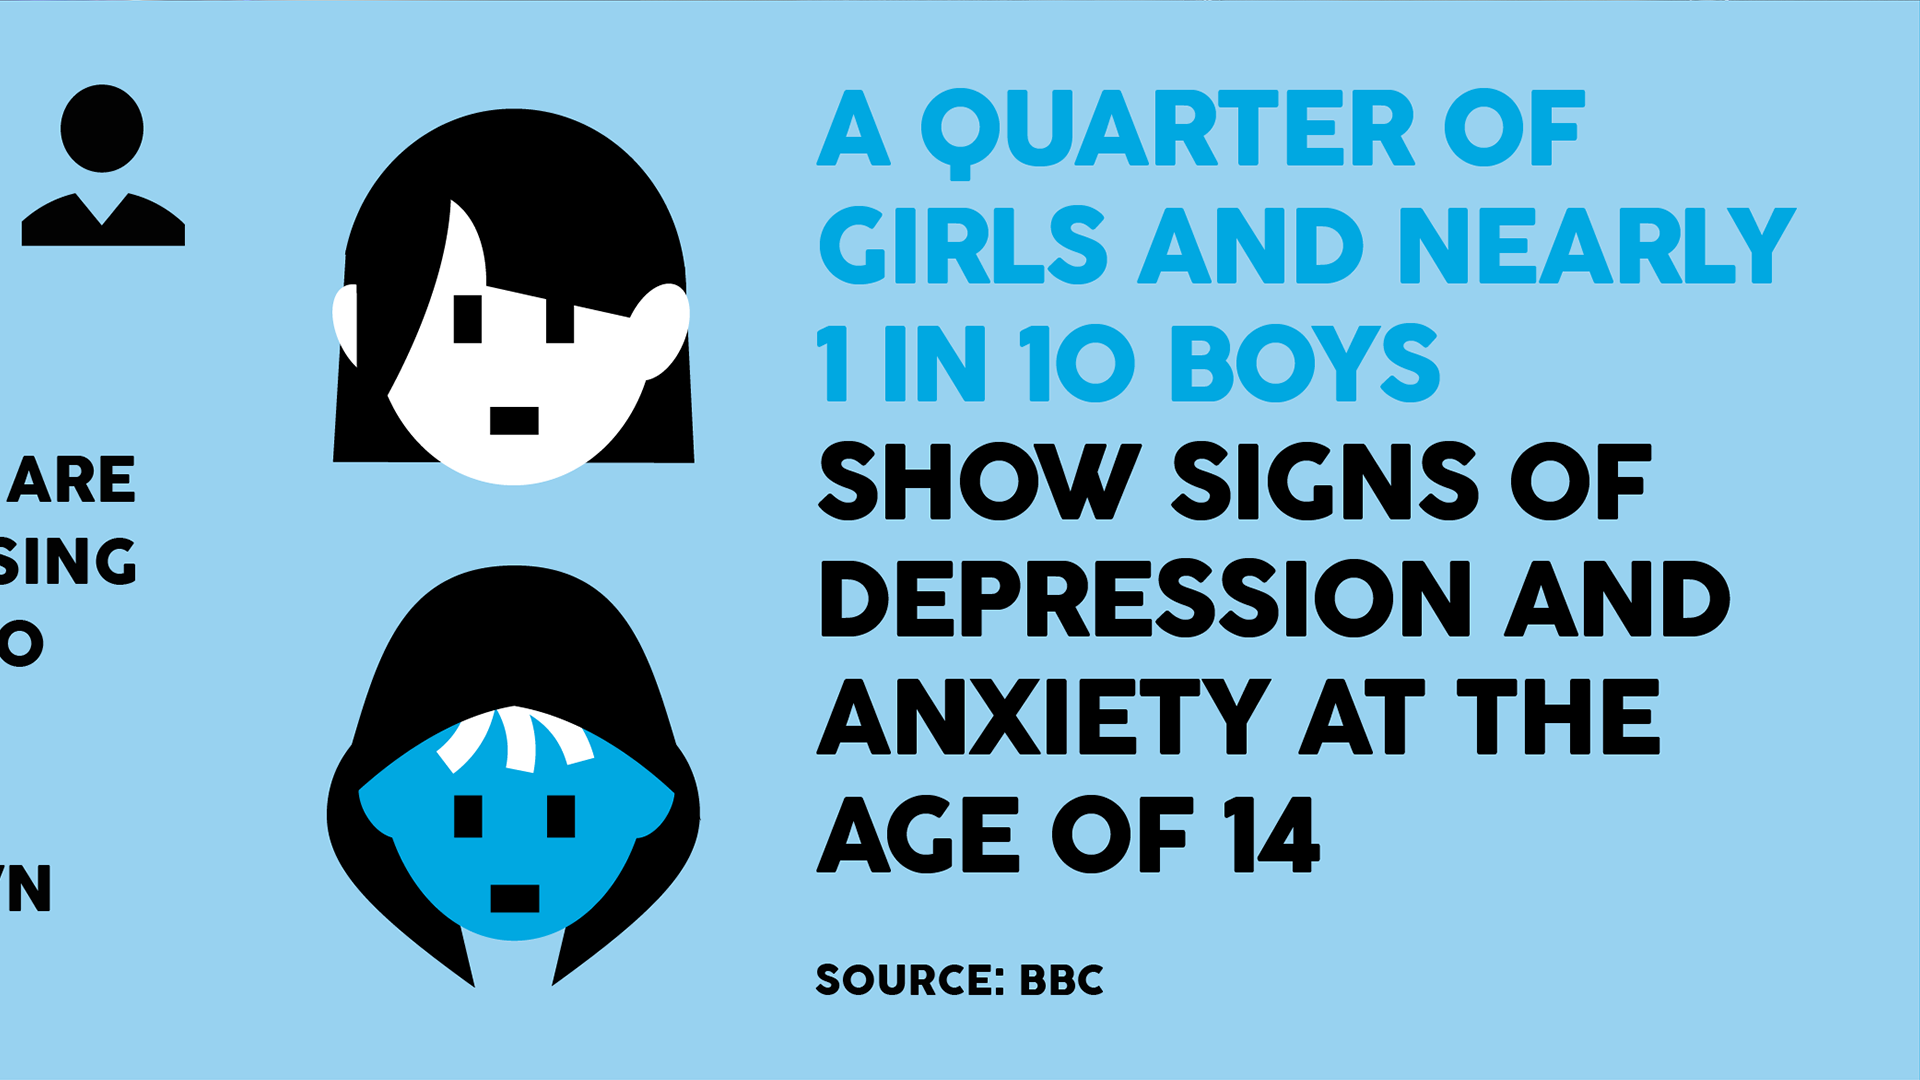 ARE
SING
O
N
A QUARTER OF
GIRLS AND NEARLY
1 IN 10 BOYS
SHOW SIGNS OF
DEPRESSION AND
ANXIETY AT THE
AGE OF 14
SOURCE: BBC